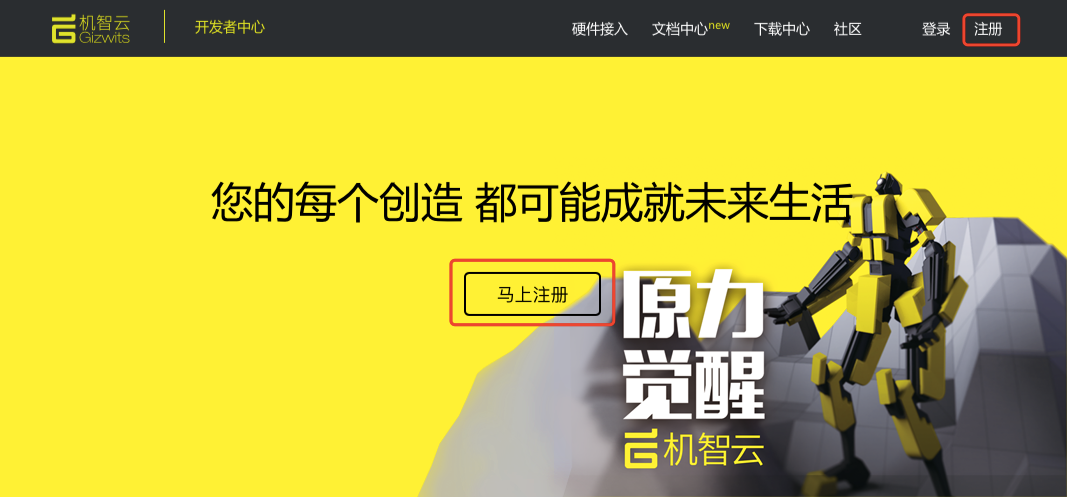 机智云
Gizwits
开发者中心
硬件接入
文档中心new
下载中心
社区
登录
注册
您的每个创造 都可能成就未来生活
马上注册
原力
觉醒
机智云